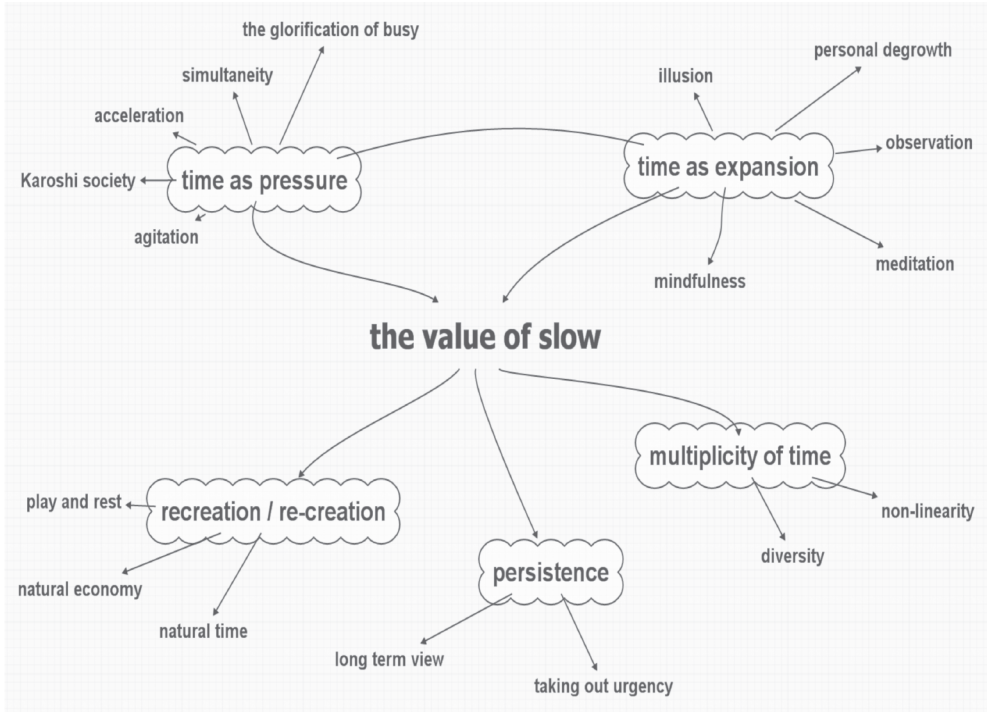 the glorification of busy
simultaneity
acceleration
Karoshi society
time as pressure
agitation
personal degrowth
illusion
observation
time as expansion
meditation
mindfulness
the value of slow
multiplicity of time
non-linearity
diversity
play and rest
recreation / re-creation
natural economy
natural time
persistence
long term view
taking out urgency